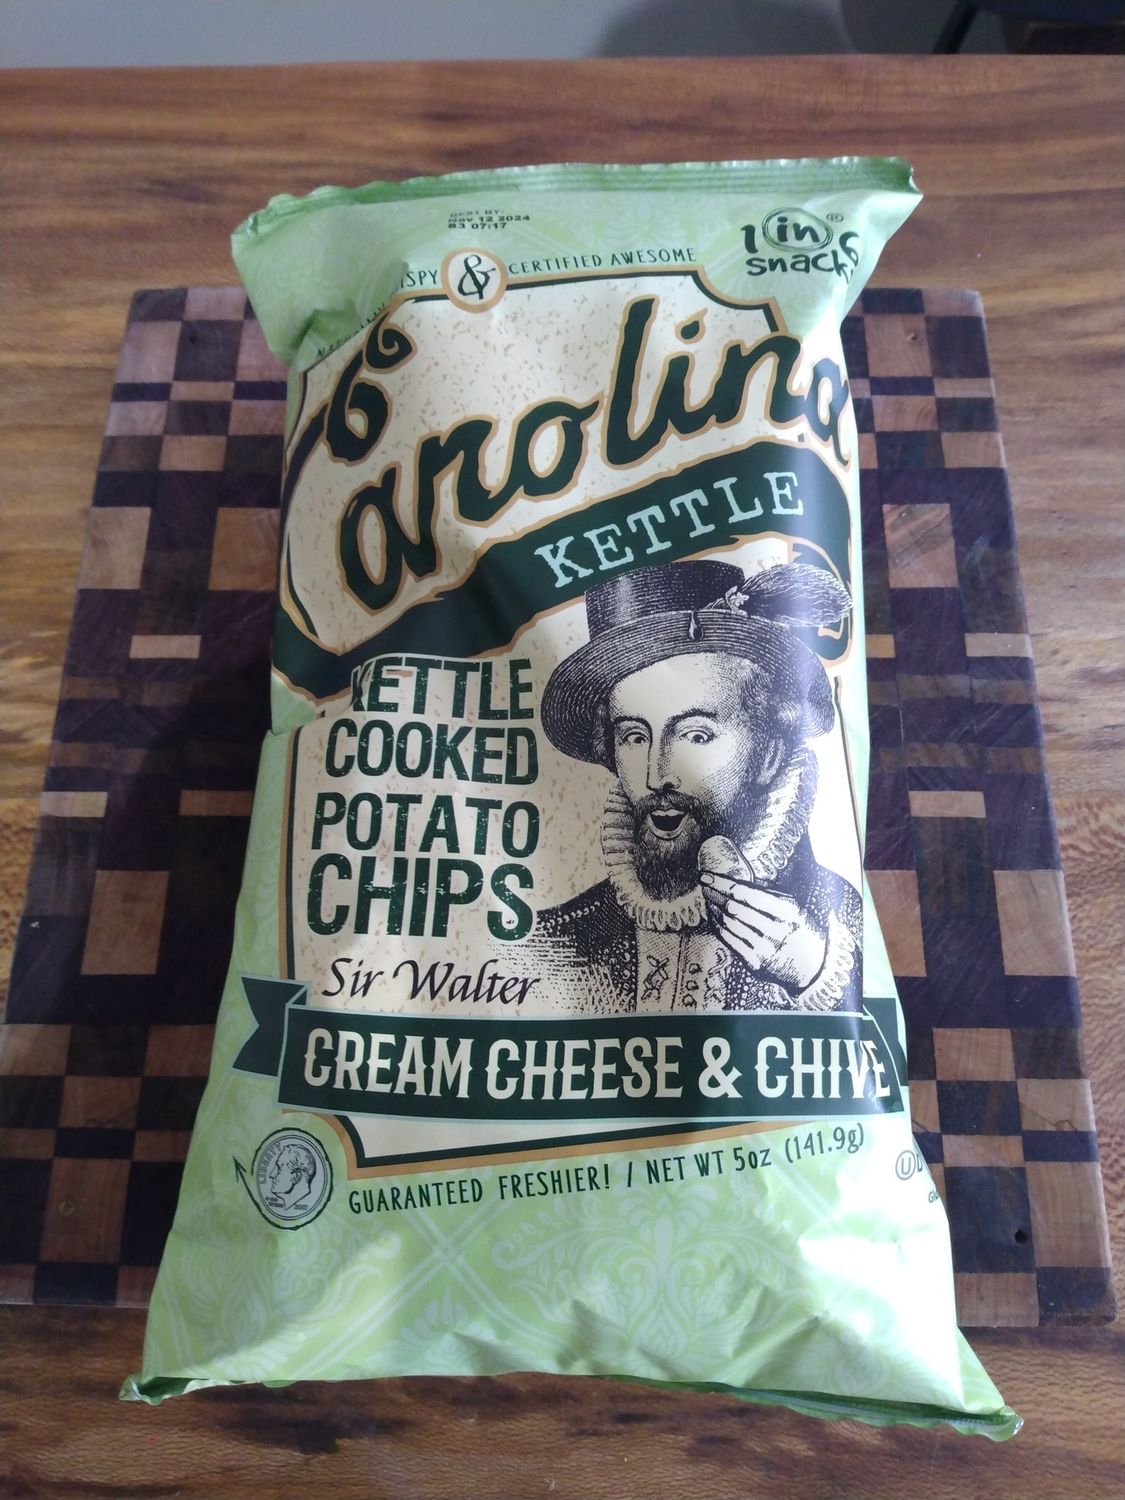 BEST BY:
Nov 12 2024
83 07:17
1 in 6
snacks
& CERTIFIED AWESOME
Carolina
KETTLE
KETTLE
COOKED
POTATO
CHIPS
Sir Walter
CREAM CHEESE & CHIVE
LIBERTY
GUARANTEED FRESHIER! / NET WT 5oz (141.9g)
U